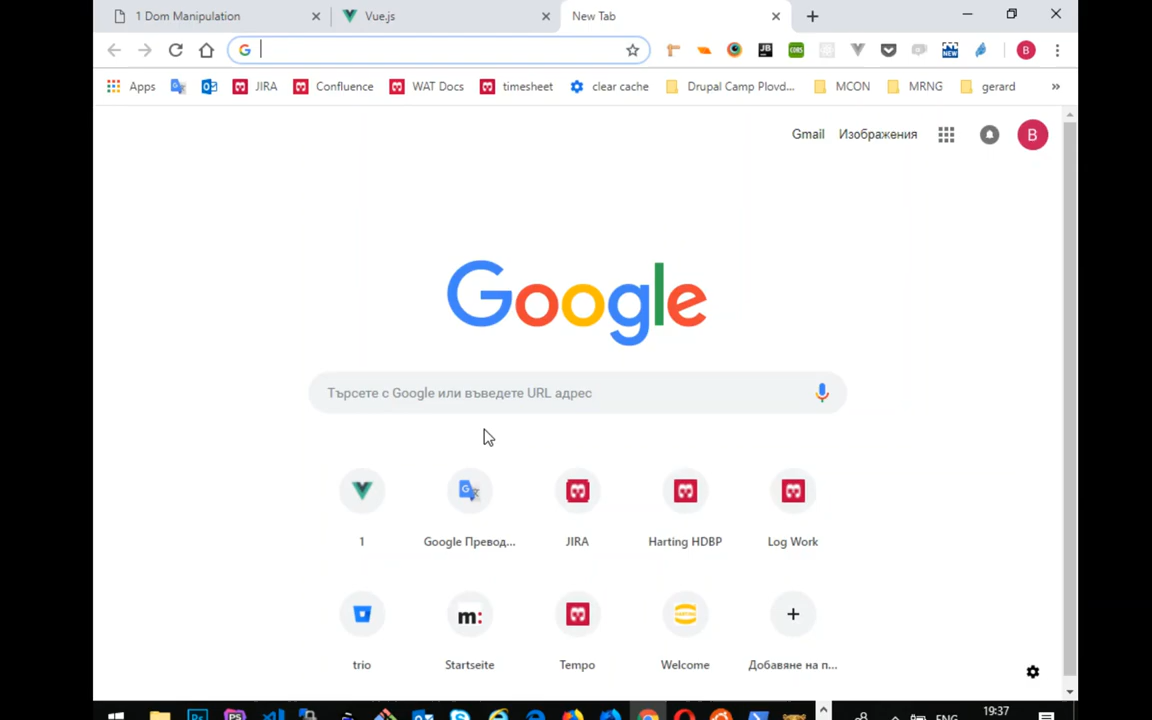 1 Dom Manipulation
Vue.js
New Tab
G
B
Apps
JIRA
Confluence
WAT Docs
timesheet
clear cache
Drupal Camp Plovd...
MCON
MRNG
gerard
»
Gmail
Изображения
B
Google
Търсете с Google или въведете URL адрес
1
Google Превод...
JIRA
Harting HDBP
Log Work
m:
trio
Startseite
Tempo
Welcome
Добавяне на п...
19:37
ENG